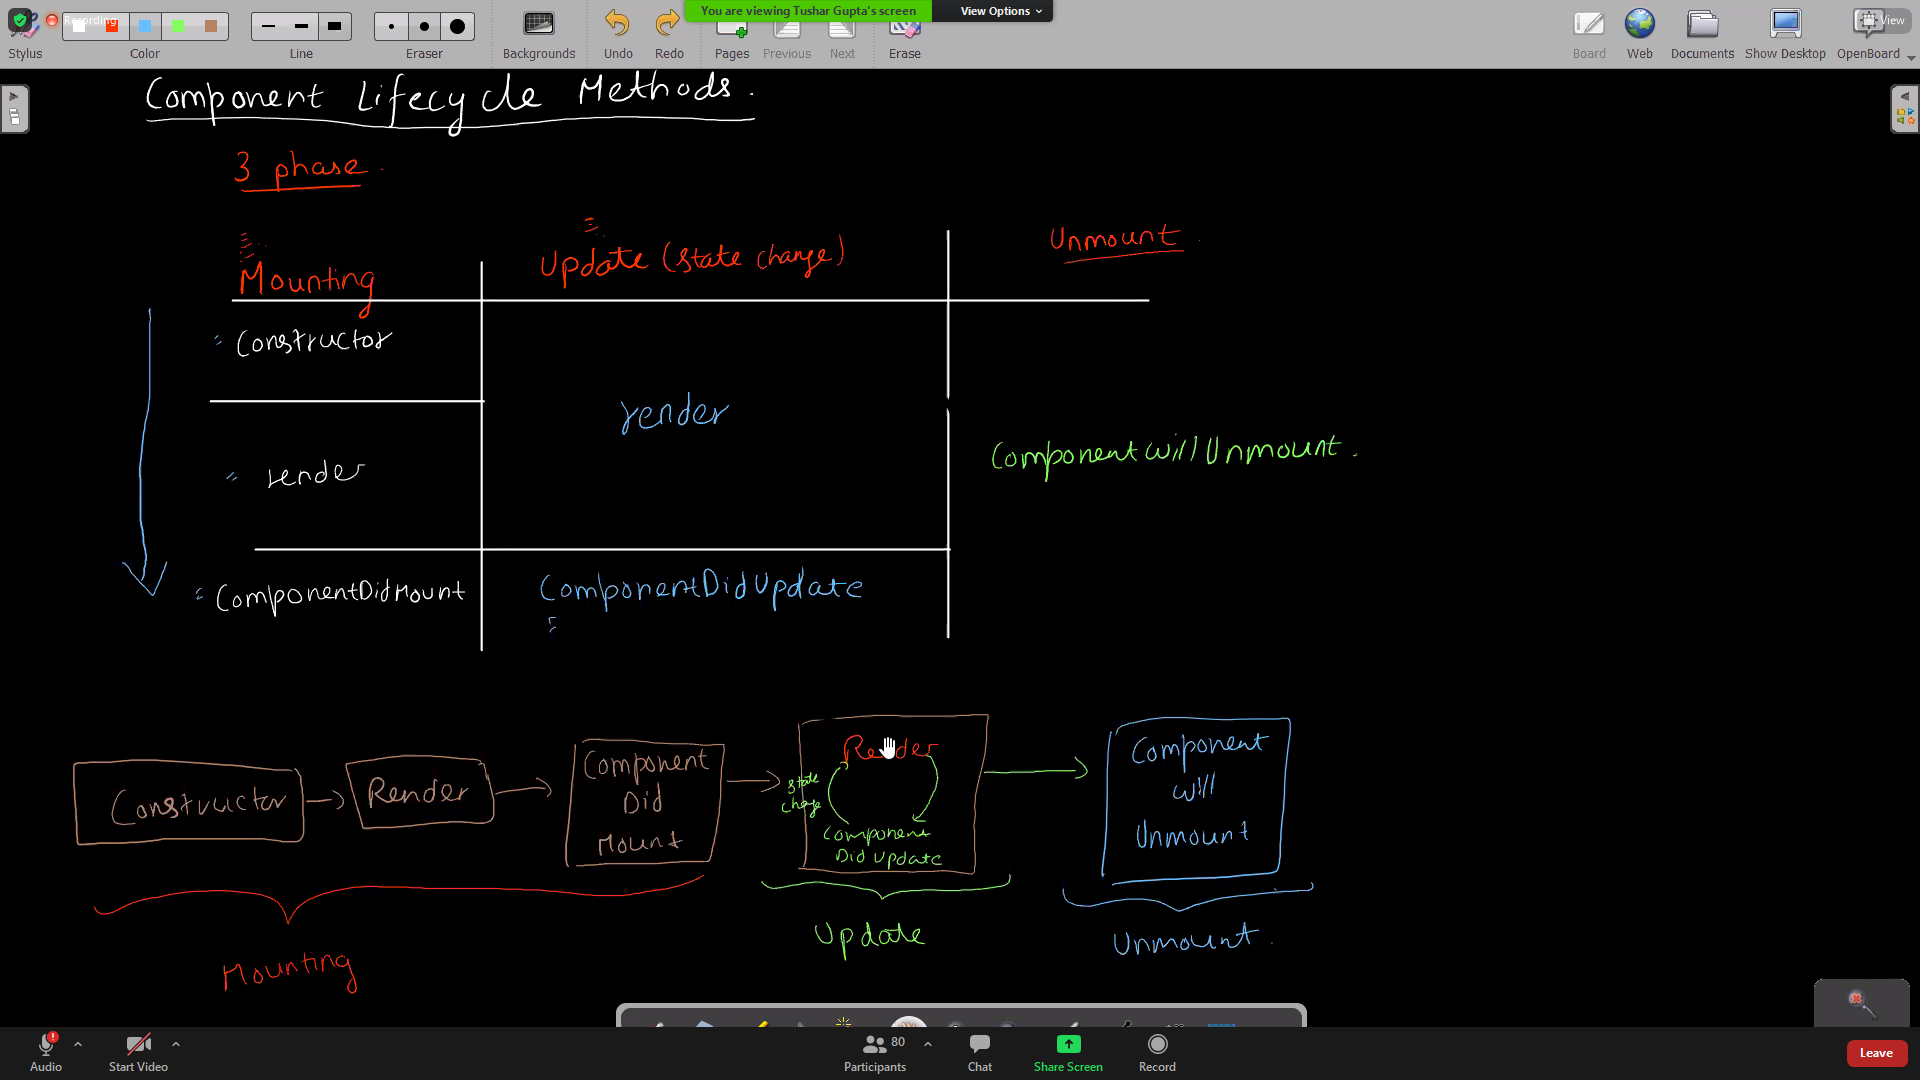 Recording
You are viewing Tushar Gupta's screen
View Options
View
Stylus
Color
Line
Eraser
Backgrounds
Undo
Redo
Pages
Previous
Next
Erase
Board
Web
Documents
Show Desktop
OpenBoard
Component Lifecycle Methods.
3 phase.
Mounting
Update (state change)
Unmount
Constructor
render
render
ComponentWillUnmount.
ComponentDidMount
ComponentDidUpdate
Constructor
Render
Component
Did
Mount
Render
state
change
Component
Did Update
Component
Will
Unmount
Mounting
Update
Unmount.
Audio
Start Video
80
Participants
Chat
Share Screen
Record
Leave